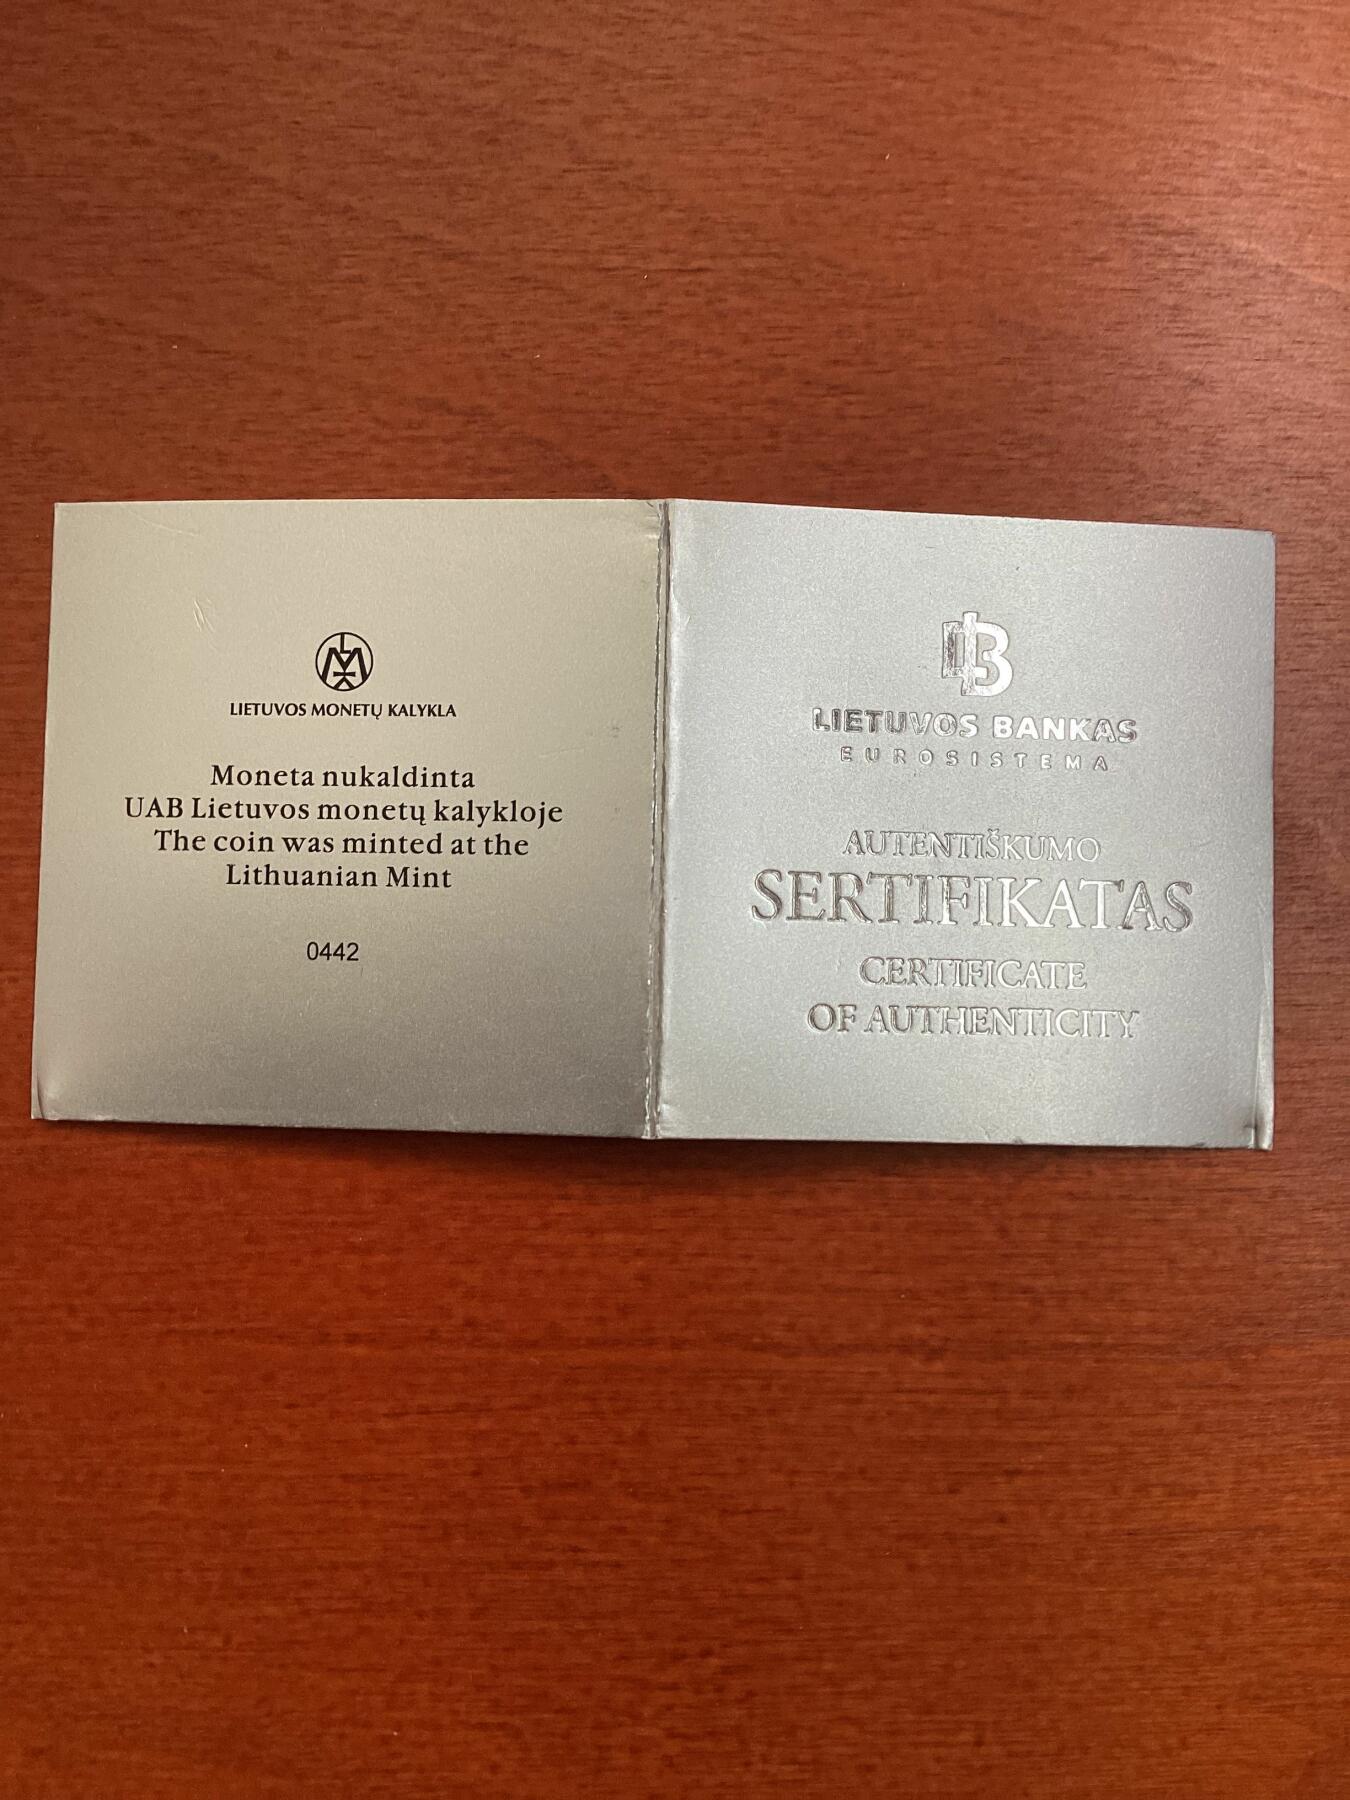 LIETUVOS MONETŲ KALYKLA
Moneta nukaldinta
UAB Lietuvos monetų kalykloje
The coin was minted at the
Lithuanian Mint
0442
LB
LIETUVOS BANKAS
EUROSISTEMA
AUTENTIŠKUMO
SERTIFIKATAS
CERTIFICATE
OF AUTHENTICITY